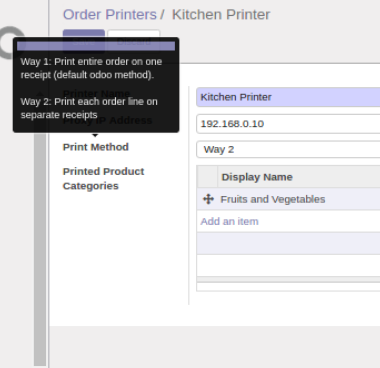 Order Printers / Kitchen Printer
Way 1: Print entire order on one
receipt (default odoo method).
Way 2: Print each order line on
separate receipts
Printer Name
Kitchen Printer
Proxy IP Address
192.168.0.10
Print Method
Way 2
Printed Product
Categories
Display Name
Fruits and Vegetables
Add an item